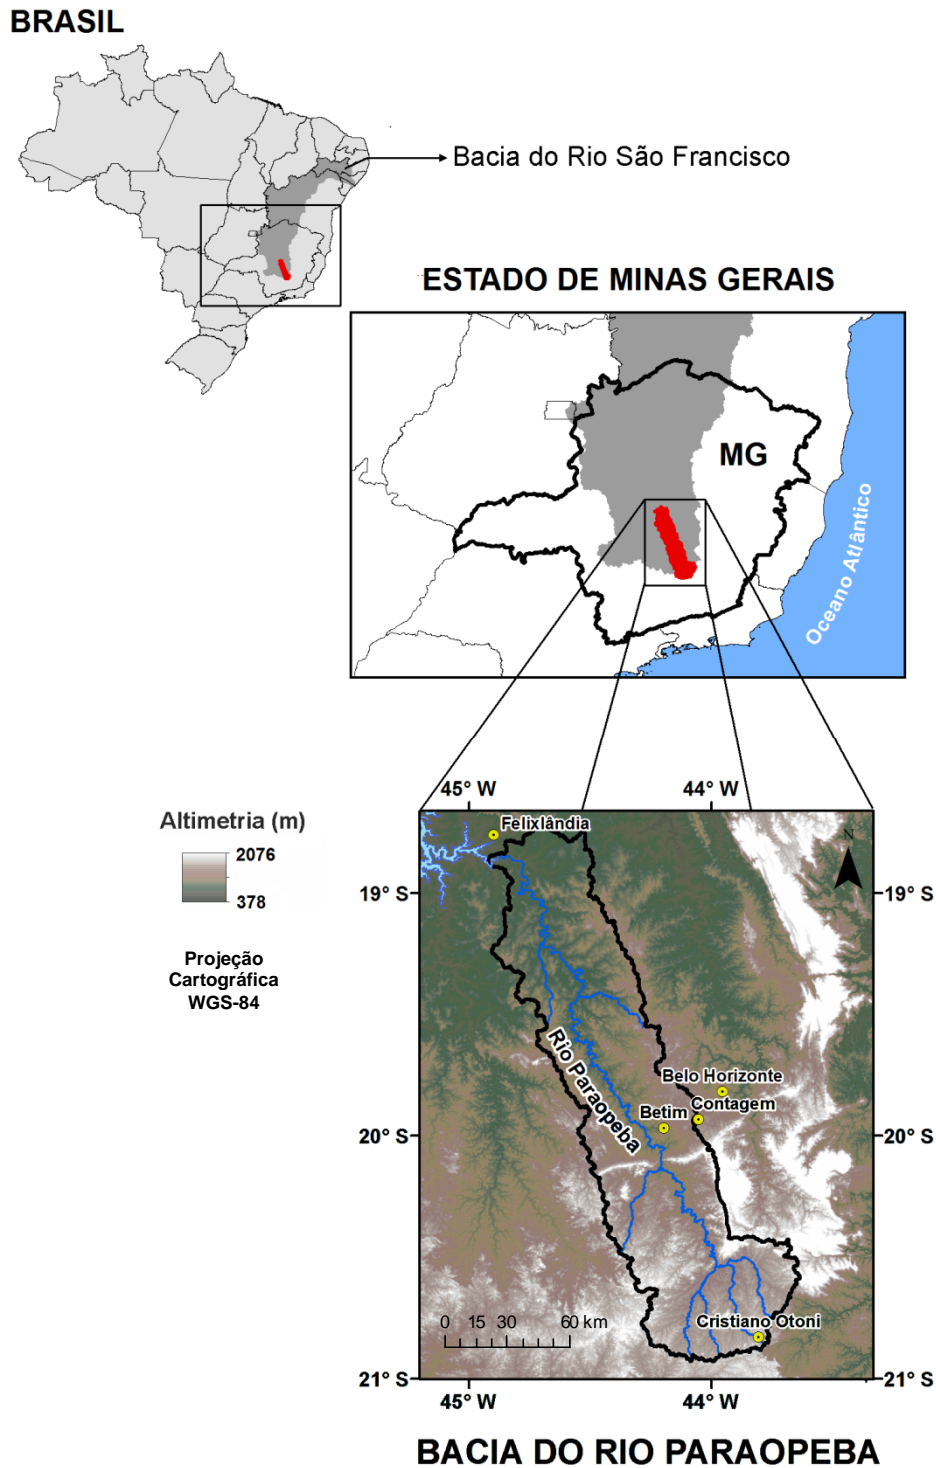 BRASIL
Bacia do Rio São Francisco
ESTADO DE MINAS GERAIS
MG
Oceano Atlântico
45° W
44° W
Altimetria (m)
2076
378
Projeção
Cartográfica
WGS-84
Felixlândia
N
19° S
19° S
Rio Paraopeba
Belo Horizonte
Contagem
Betim
20° S
20° S
Cristiano Otoni
0 15 30 60 km
21° S
21° S
45° W
44° W
BACIA DO RIO PARAOPEBA